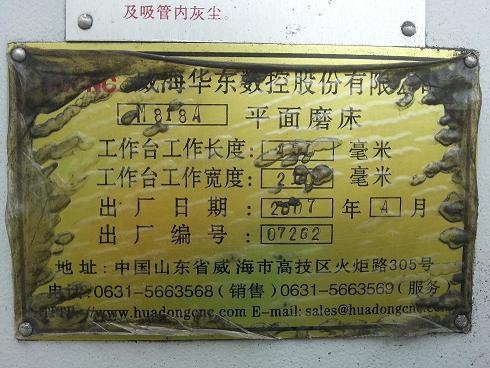 及吸管内灰尘。
威海华东数控股份有限公司
M818A 平面磨床
工作台工作长度: 毫米
工作台工作宽度: 毫米
出厂日期: 2007 年 4 月
出厂编号: 07262
地址:中国山东省威海市高技区火炬路305号
电话:0631-5663568(销售)0631-5663569(服务)
HTTP://www.huadongcnc.com E-mail: sales@huadongcnc.com